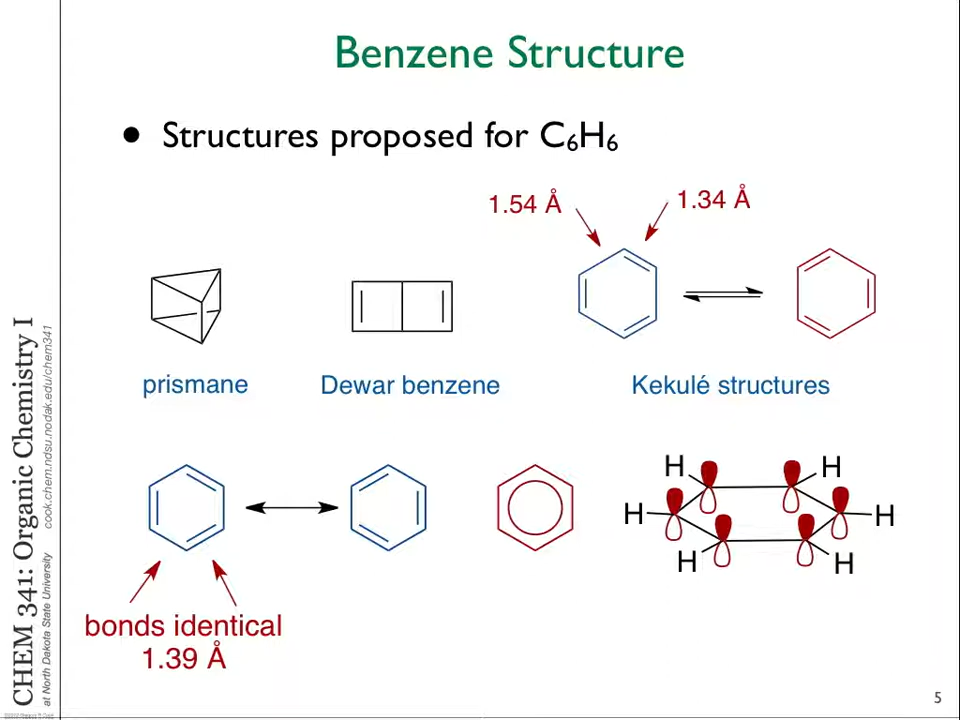 Benzene Structure
• Structures proposed for C₆H₆
1.54 Å
1.34 Å
prismane
Dewar benzene
Kekulé structures
H
H
H
H
H
H
bonds identical
1.39 Å
CHEM 341: Organic Chemistry I
at North Dakota State University cook.chem.ndsu.nodak.edu/chem341
5